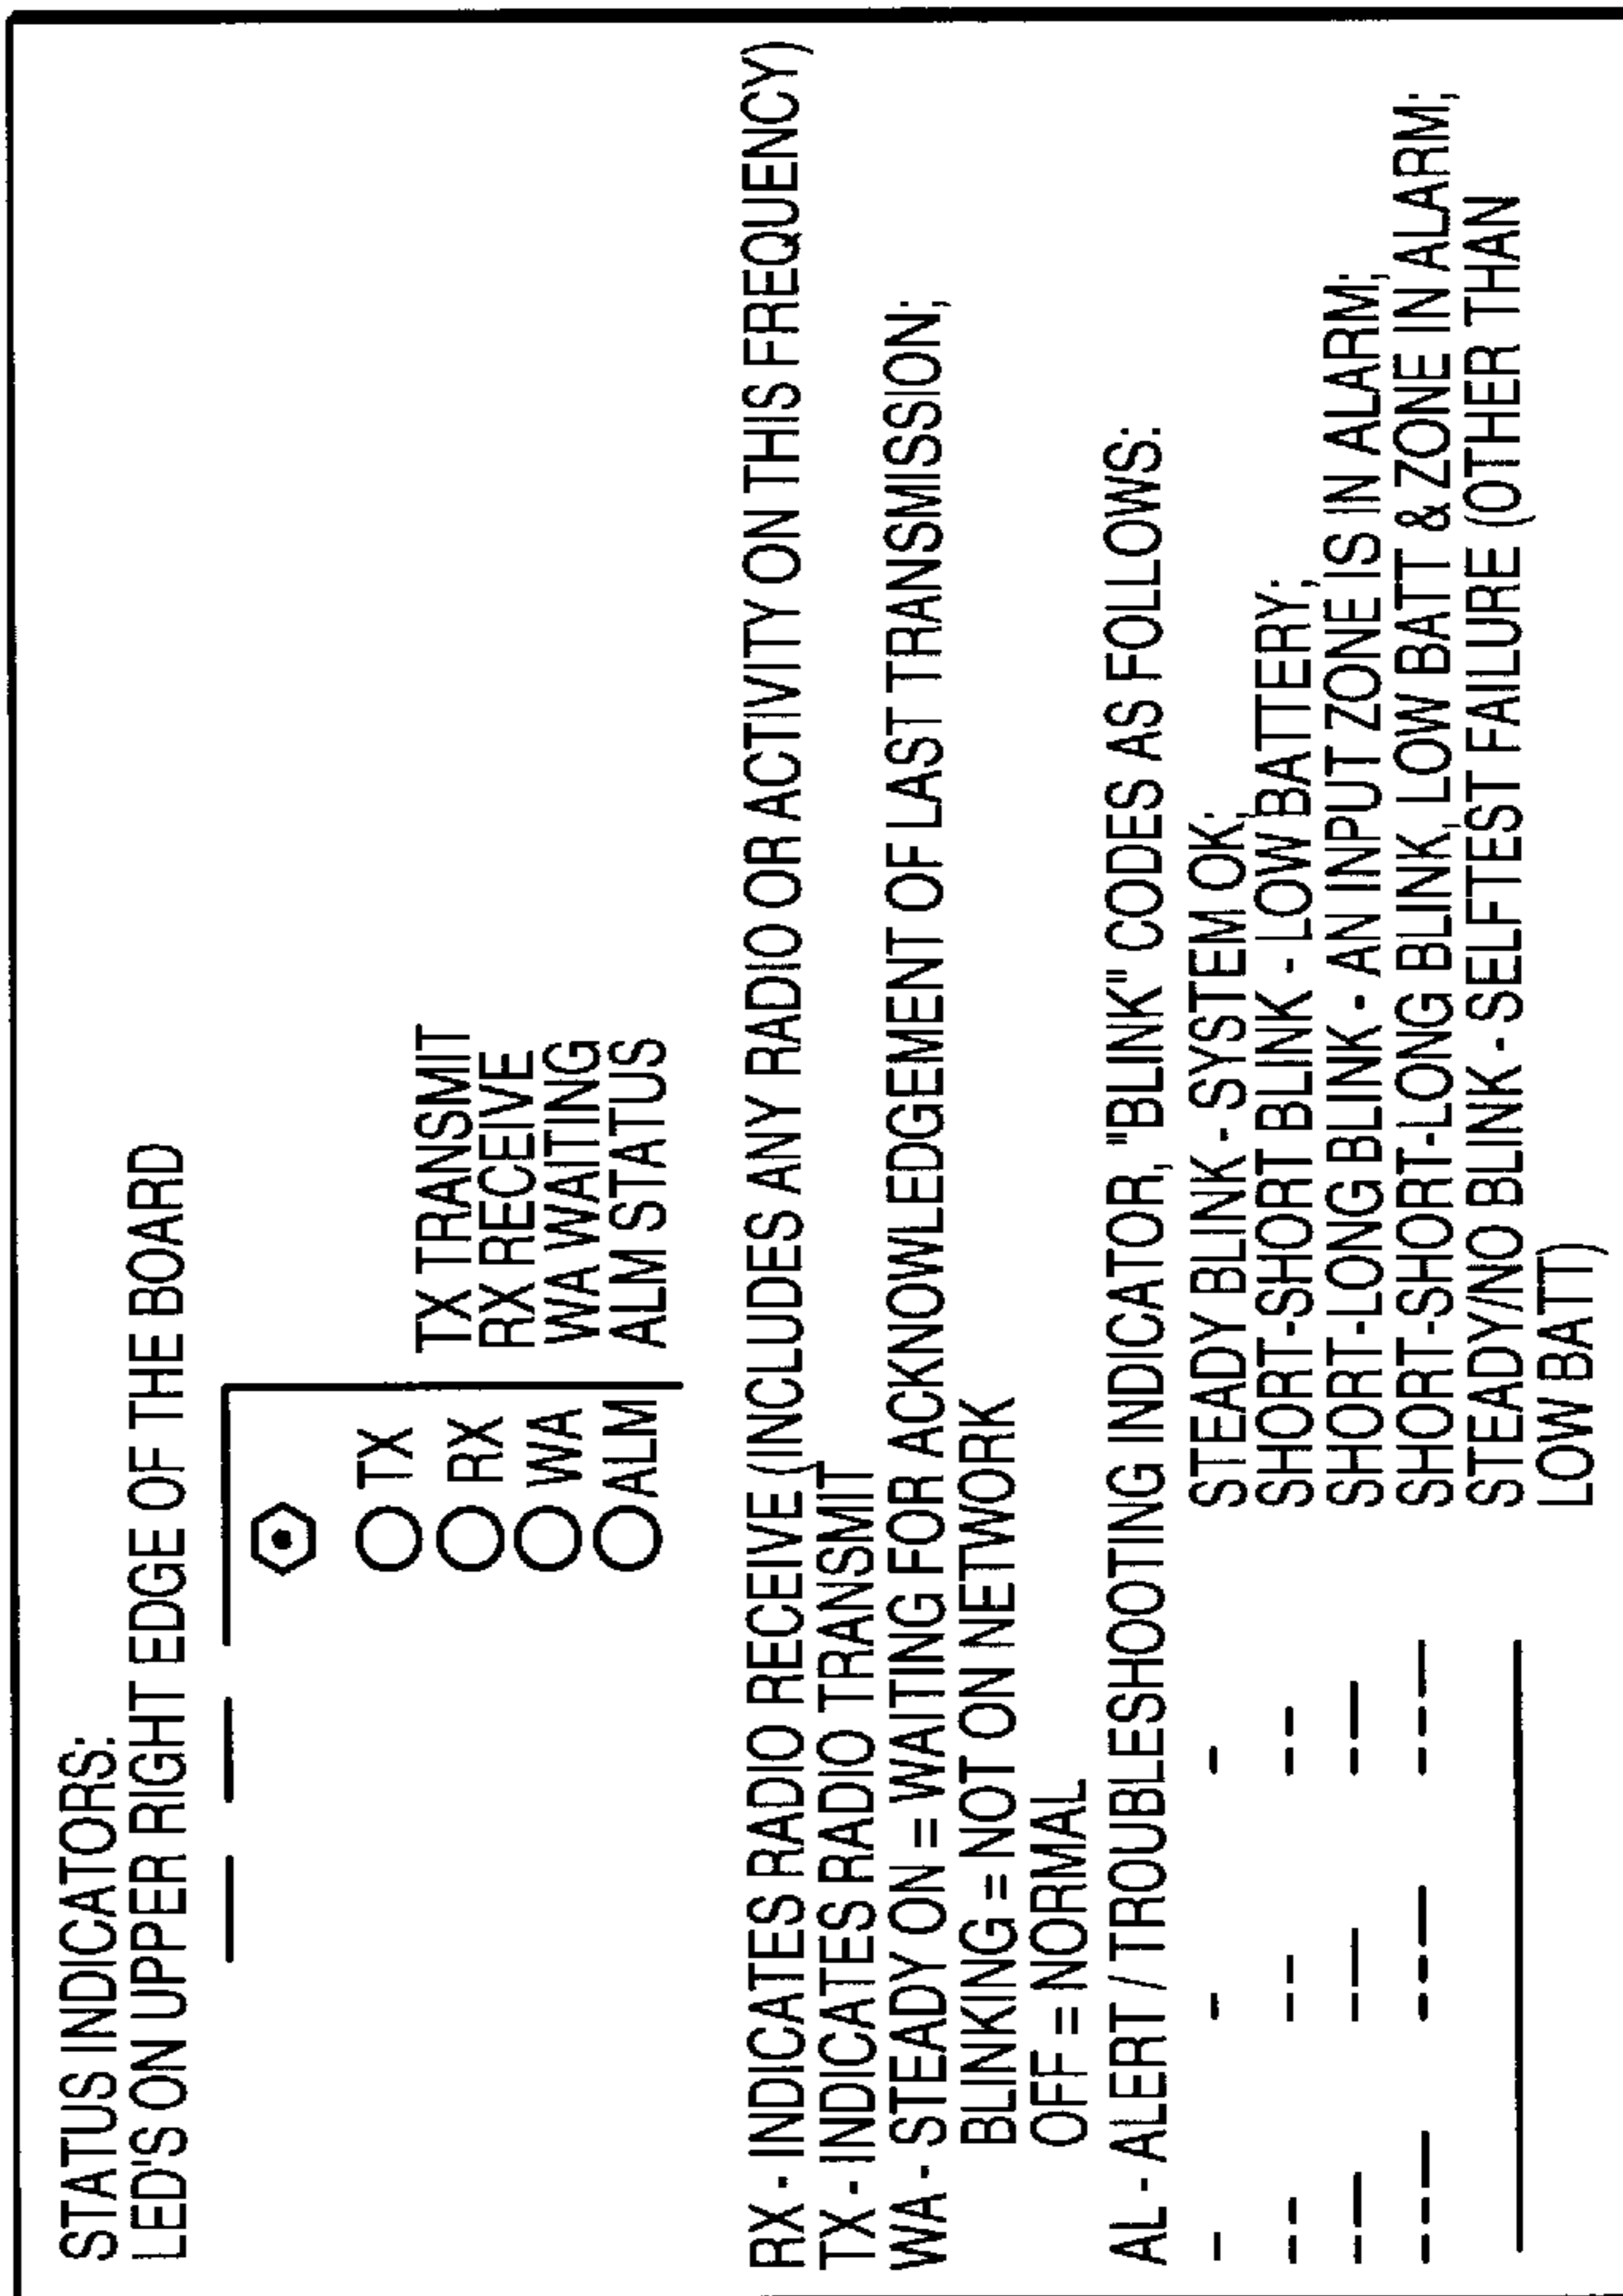 STATUS INDICATORS:
LED'S ON UPPER RIGHT EDGE OF THE BOARD
TX
RX
WA
ALM
TX TRANSMIT
RX RECEIVE
WA WAITING
ALM STATUS
RX - INDICATES RADIO RECEIVE (INCLUDES ANY RADIO OR ACTIVITY ON THIS FREQUENCY)
TX - INDICATES RADIO TRANSMIT
WA - STEADY ON = WAITING FOR ACKNOWLEDGEMENT OF LAST TRANSMISSION;
BLINKING = NOT ON NETWORK
OFF = NORMAL
AL - ALERT / TROUBLESHOOTING INDICATOR, "BLINK" CODES AS FOLLOWS:
STEADY BLINK - SYSTEM OK;
SHORT-SHORT BLINK - LOW BATTERY;
SHORT-LONG BLINK - AN INPUT ZONE IS IN ALARM;
SHORT-SHORT-LONG BLINK, LOW BATT & ZONE IN ALARM;
STEADY/NO BLINK - SELFTEST FAILURE (OTHER THAN
LOW BATT)